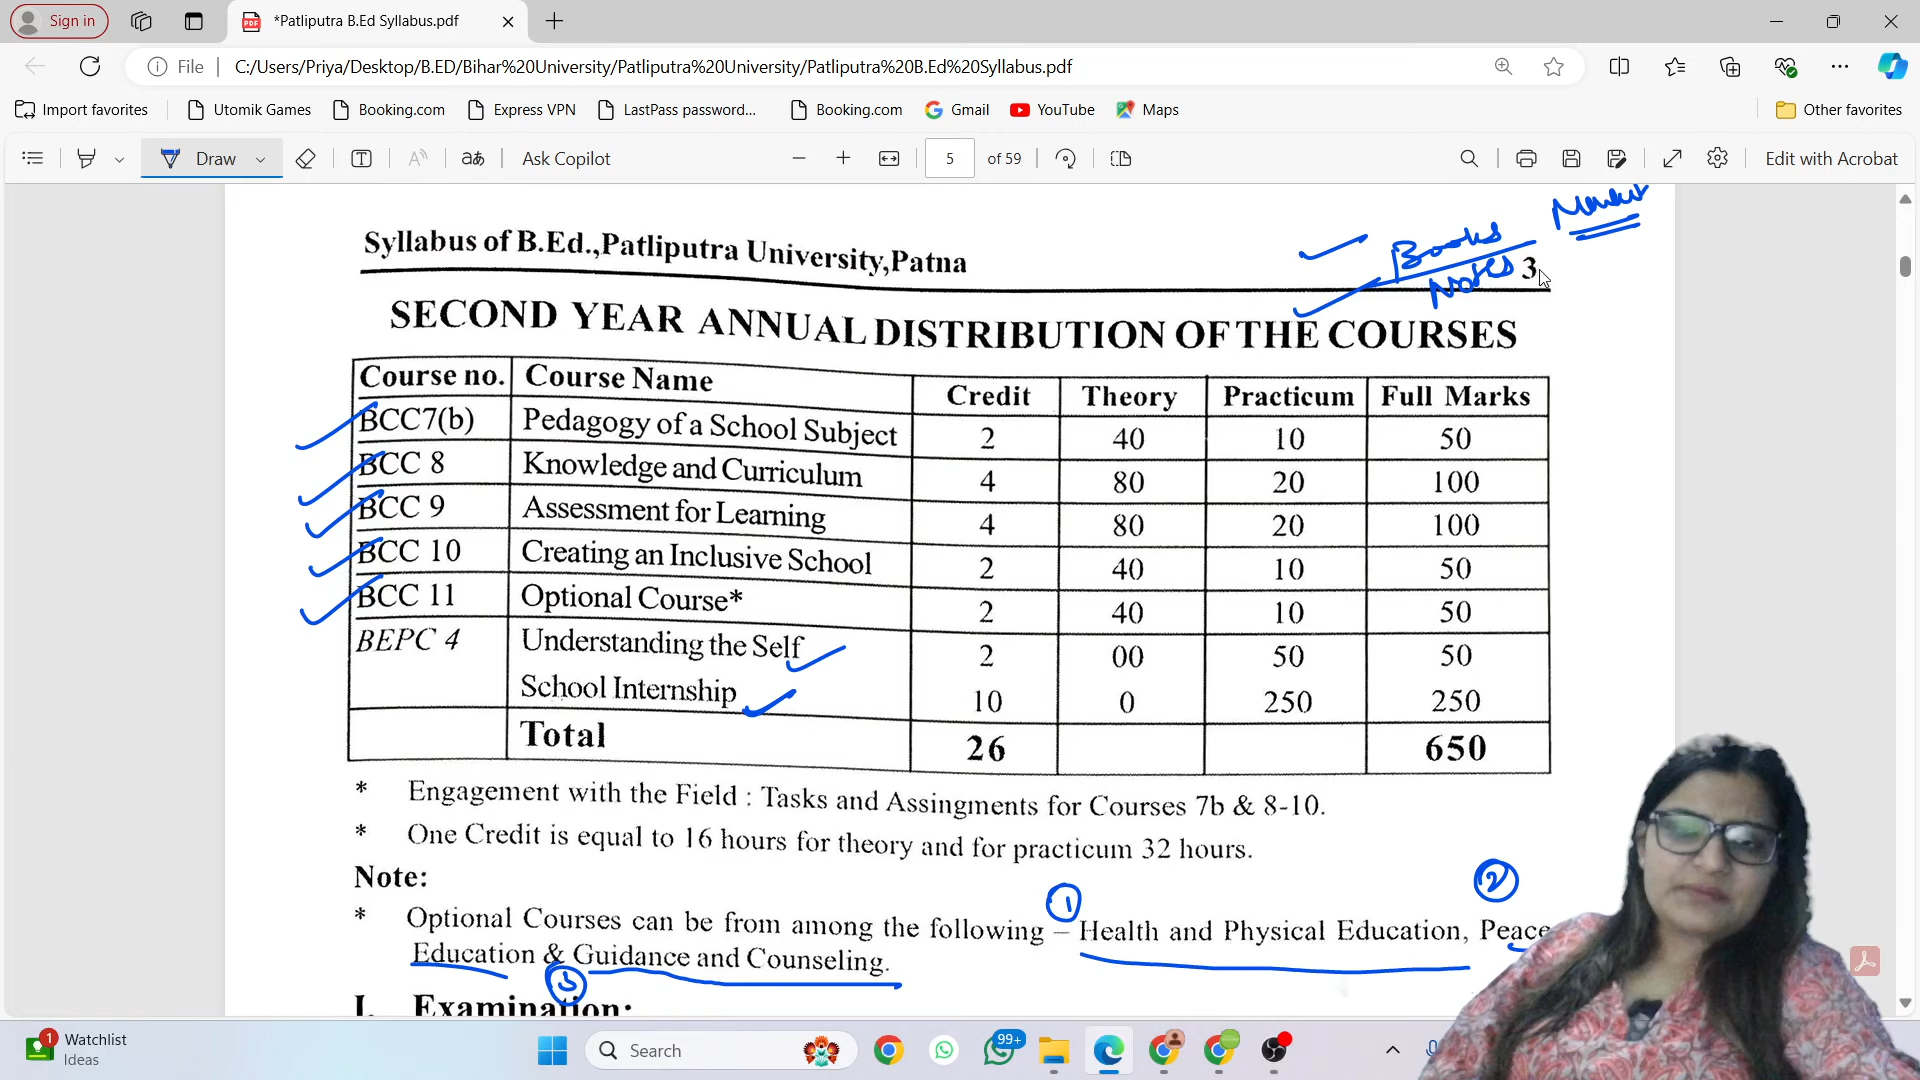 Sign in
*Patliputra B.Ed Syllabus.pdf
File
C:/Users/Priya/Desktop/B.ED/Bihar%20University/Patliputra%20University/Patliputra%20B.Ed%20Syllabus.pdf
Import favorites Utomik Games Booking.com Express VPN LastPass password... Booking.com Gmail YouTube Maps Other favorites
Draw aあ Ask Copilot 5 of 59 Edit with Acrobat
Market
Syllabus of B.Ed.,Patliputra University,Patna Books
Notes 3
SECOND YEAR ANNUAL DISTRIBUTION OF THE COURSES
Course no. Course Name Credit Theory Practicum Full Marks
BCC7(b) Pedagogy of a School Subject 2 40 10 50
BCC 8 Knowledge and Curriculum 4 80 20 100
BCC 9 Assessment for Learning 4 80 20 100
BCC 10 Creating an Inclusive School 2 40 10 50
BCC 11 Optional Course* 2 40 10 50
BEPC 4 Understanding the Self 2 00 50 50
School Internship 10 0 250 250
Total 26 650
* Engagement with the Field : Tasks and Assingments for Courses 7b & 8-10.
* One Credit is equal to 16 hours for theory and for practicum 32 hours.
Note:
1 2
* Optional Courses can be from among the following – Health and Physical Education, Peace
Education & Guidance and Counseling.
3
I. Examination:
1 Watchlist
Ideas
Search
99+